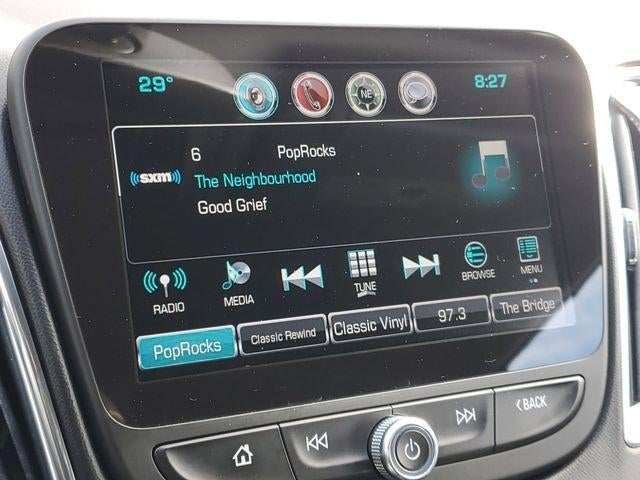 29° NE 8:27
6 PopRocks
((sxm)) The Neighbourhood
Good Grief
RADIO MEDIA TUNE BROWSE MENU
PopRocks Classic Rewind Classic Vinyl 97.3 The Bridge
BACK